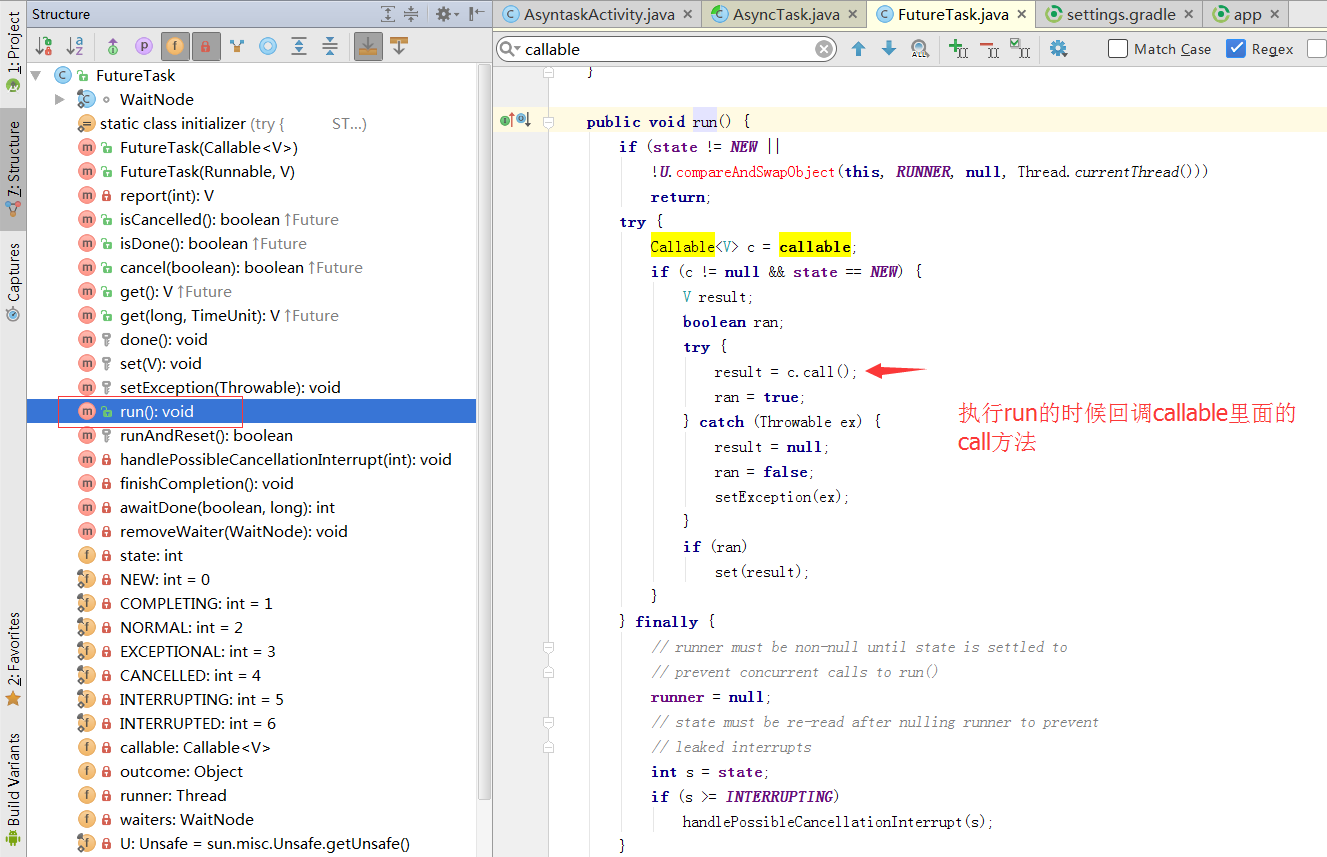 Structure
AsyntaskActivity.java
AsyncTask.java
FutureTask.java
settings.gradle
app
callable
Match Case
Regex
1: Project
7: Structure
Captures
2: Favorites
Build Variants
FutureTask
WaitNode
static class initializer (try { ST...)
FutureTask(Callable<V>)
FutureTask(Runnable, V)
report(int): V
isCancelled(): boolean ↑Future
isDone(): boolean ↑Future
cancel(boolean): boolean ↑Future
get(): V ↑Future
get(long, TimeUnit): V ↑Future
done(): void
set(V): void
setException(Throwable): void
run(): void
runAndReset(): boolean
handlePossibleCancellationInterrupt(int): void
finishCompletion(): void
awaitDone(boolean, long): int
removeWaiter(WaitNode): void
state: int
NEW: int = 0
COMPLETING: int = 1
NORMAL: int = 2
EXCEPTIONAL: int = 3
CANCELLED: int = 4
INTERRUPTING: int = 5
INTERRUPTED: int = 6
callable: Callable<V>
outcome: Object
runner: Thread
waiters: WaitNode
U: Unsafe = sun.misc.Unsafe.getUnsafe()
}
public void run() {
if (state != NEW ||
!U.compareAndSwapObject(this, RUNNER, null, Thread.currentThread()))
return;
try {
Callable<V> c = callable;
if (c != null && state == NEW) {
V result;
boolean ran;
try {
result = c.call();
ran = true;
} catch (Throwable ex) {
result = null;
ran = false;
setException(ex);
}
if (ran)
set(result);
}
} finally {
// runner must be non-null until state is settled to
// prevent concurrent calls to run()
runner = null;
// state must be re-read after nulling runner to prevent
// leaked interrupts
int s = state;
if (s >= INTERRUPTING)
handlePossibleCancellationInterrupt(s);
}
执行run的时候回调callable里面的
call方法